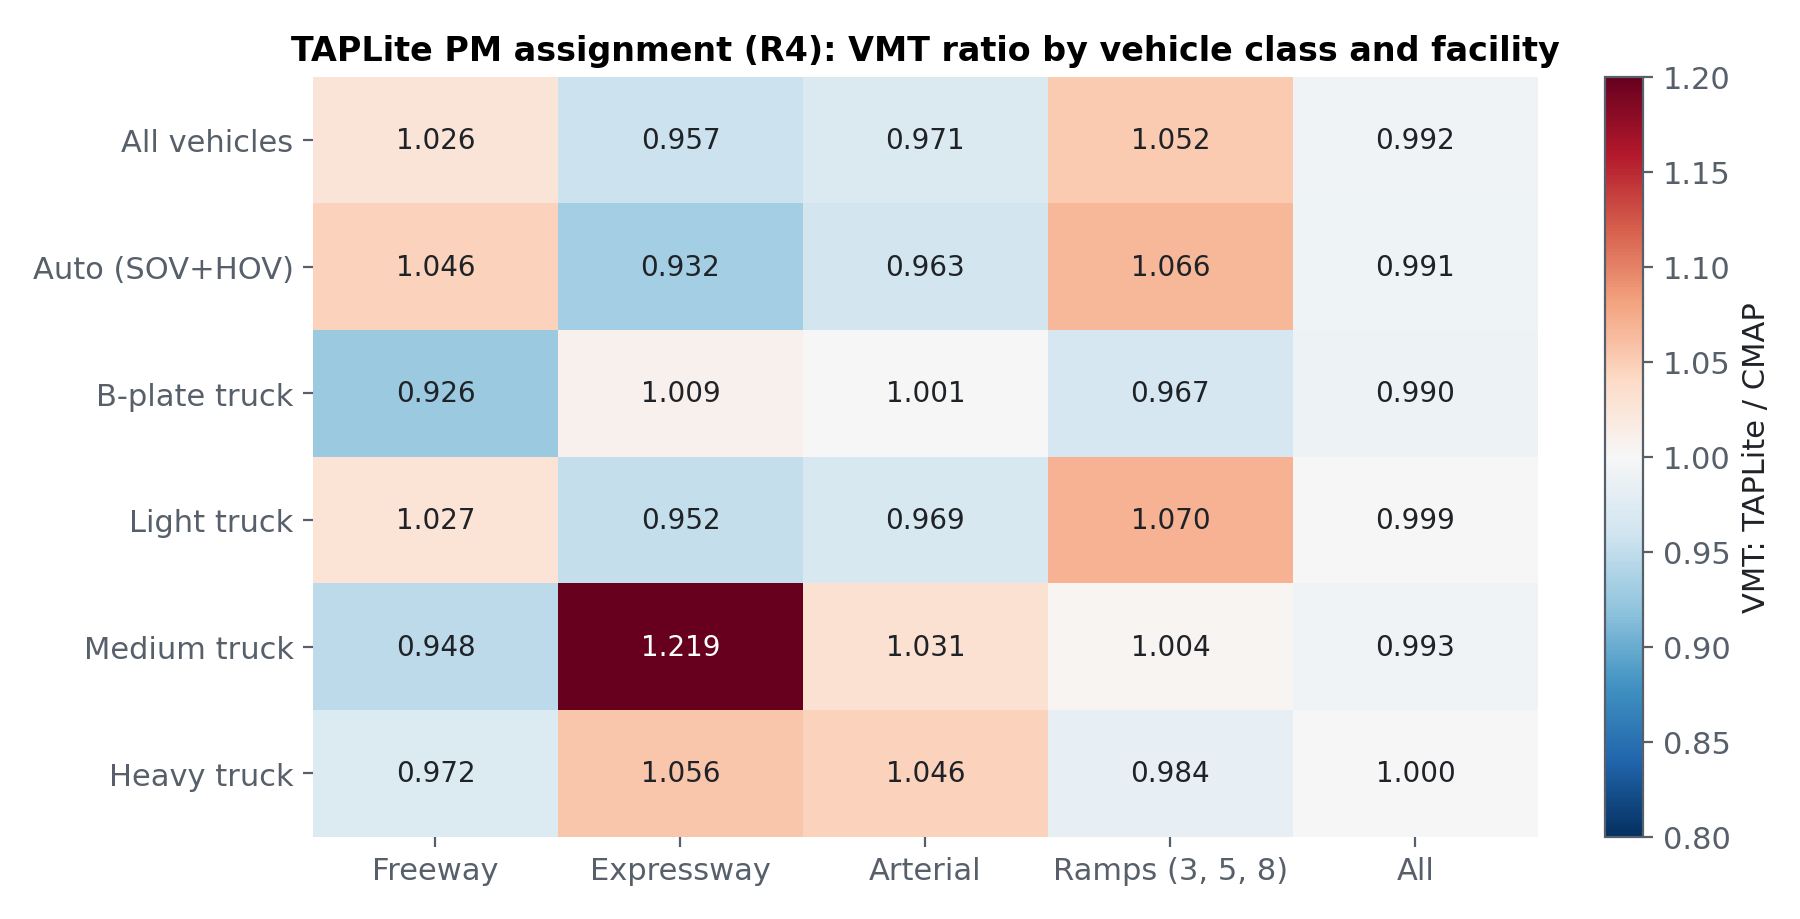 TAPLite PM assignment (R4): VMT ratio by vehicle class and facility
All vehicles 1.026 0.957 0.971 1.052 0.992
Auto (SOV+HOV) 1.046 0.932 0.963 1.066 0.991
B-plate truck 0.926 1.009 1.001 0.967 0.990
Light truck 1.027 0.952 0.969 1.070 0.999
Medium truck 0.948 1.219 1.031 1.004 0.993
Heavy truck 0.972 1.056 1.046 0.984 1.000
Freeway Expressway Arterial Ramps (3, 5, 8) All
1.20
1.15
1.10
1.05
1.00
0.95
0.90
0.85
0.80
VMT: TAPLite / CMAP